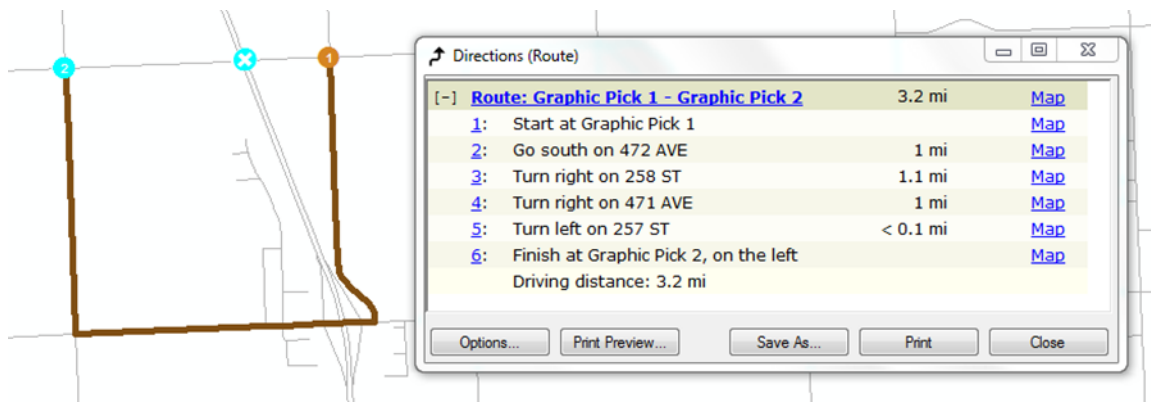 Directions (Route)
[-] Route: Graphic Pick 1 - Graphic Pick 2 3.2 mi Map
1: Start at Graphic Pick 1 Map
2: Go south on 472 AVE 1 mi Map
3: Turn right on 258 ST 1.1 mi Map
4: Turn right on 471 AVE 1 mi Map
5: Turn left on 257 ST < 0.1 mi Map
6: Finish at Graphic Pick 2, on the left Map
Driving distance: 3.2 mi
Options... Print Preview... Save As... Print Close
2
1